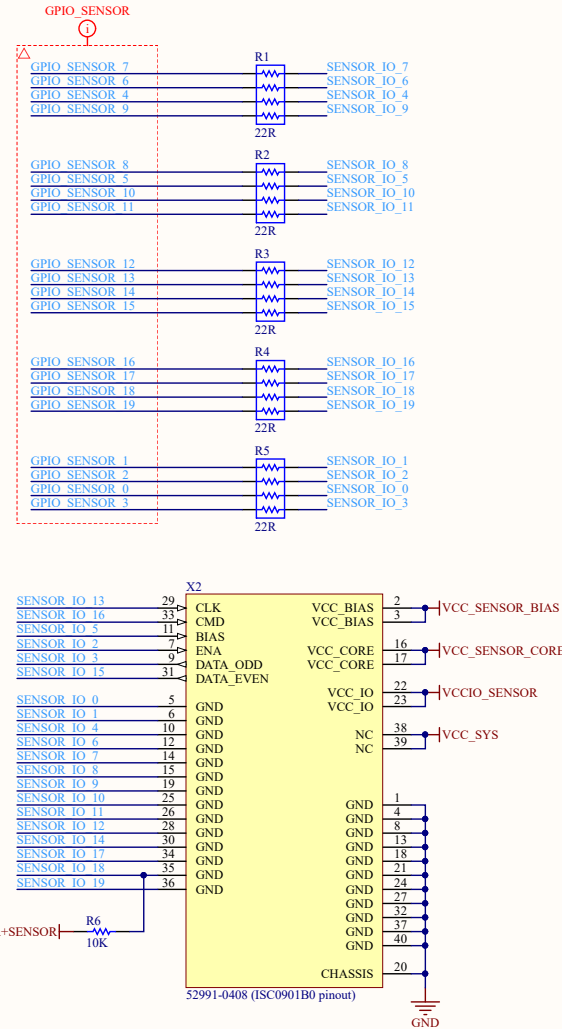 GPIO_SENSOR
i
GPIO_SENSOR_7 R1 SENSOR_IO_7
GPIO_SENSOR_6 SENSOR_IO_6
GPIO_SENSOR_4 SENSOR_IO_4
GPIO_SENSOR_9 SENSOR_IO_9
22R
GPIO_SENSOR_8 R2 SENSOR_IO_8
GPIO_SENSOR_5 SENSOR_IO_5
GPIO_SENSOR_10 SENSOR_IO_10
GPIO_SENSOR_11 SENSOR_IO_11
22R
GPIO_SENSOR_12 R3 SENSOR_IO_12
GPIO_SENSOR_13 SENSOR_IO_13
GPIO_SENSOR_14 SENSOR_IO_14
GPIO_SENSOR_15 SENSOR_IO_15
22R
GPIO_SENSOR_16 R4 SENSOR_IO_16
GPIO_SENSOR_17 SENSOR_IO_17
GPIO_SENSOR_18 SENSOR_IO_18
GPIO_SENSOR_19 SENSOR_IO_19
22R
GPIO_SENSOR_1 R5 SENSOR_IO_1
GPIO_SENSOR_2 SENSOR_IO_2
GPIO_SENSOR_0 SENSOR_IO_0
GPIO_SENSOR_3 SENSOR_IO_3
22R
X2
SENSOR_IO_13 29 CLK VCC_BIAS 2 VCC_SENSOR_BIAS
SENSOR_IO_16 33 CMD VCC_BIAS 3
SENSOR_IO_5 11 BIAS
SENSOR_IO_2 7 ENA VCC_CORE 16 VCC_SENSOR_CORE
SENSOR_IO_3 9 DATA_ODD VCC_CORE 17
SENSOR_IO_15 31 DATA_EVEN
VCC_IO 22 VCCIO_SENSOR
SENSOR_IO_0 5 GND VCC_IO 23
SENSOR_IO_1 6 GND
SENSOR_IO_4 10 GND NC 38 VCC_SYS
SENSOR_IO_6 12 GND NC 39
SENSOR_IO_7 14 GND
SENSOR_IO_8 15 GND
SENSOR_IO_9 19 GND
SENSOR_IO_10 25 GND GND 1
SENSOR_IO_11 26 GND GND 4
SENSOR_IO_12 28 GND GND 8
SENSOR_IO_14 30 GND GND 13
SENSOR_IO_17 34 GND GND 18
SENSOR_IO_18 35 GND GND 21
SENSOR_IO_19 36 GND GND 24
GND 27
GND 32
+SENSOR R6 GND 37
10K GND 40
CHASSIS 20
52991-0408 (ISC0901B0 pinout)
GND